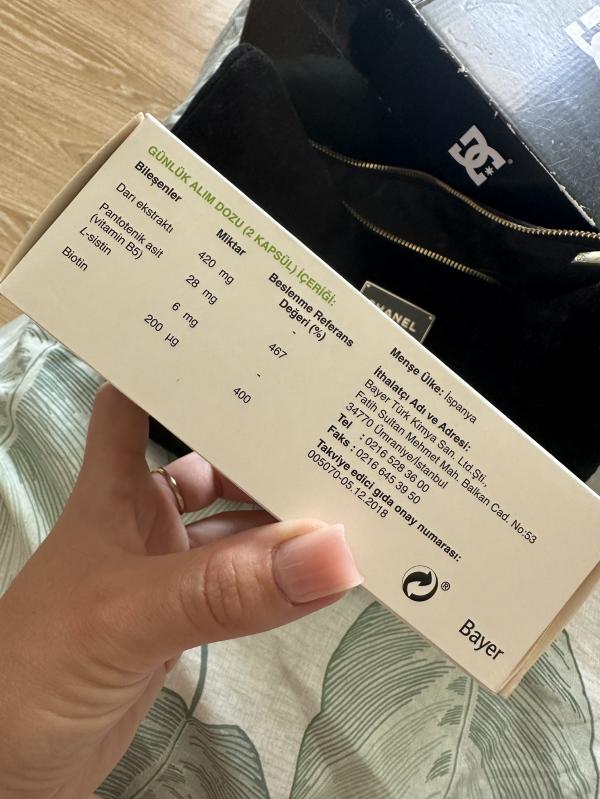 GÜNLÜK ALIM DOZU (2 KAPSÜL) İÇERİĞİ:
Bileşenler Miktar Beslenme Referans
Değeri (%)
Darı ekstraktı 420 mg -
Pantotenik asit 28 mg 467
(vitamin B5)
L-sistin 6 mg -
Biotin 200 µg 400
Menşe Ülke: İspanya
İthalatçı Adı ve Adresi:
Bayer Türk Kimya San. Ltd.Şti.,
Fatih Sultan Mehmet Mah. Balkan Cad. No:53
34770 Ümraniye/İstanbul
Tel : 0216 528 36 00
Faks : 0216 645 39 50
Takviye edici gıda onay numarası:
005070-05.12.2018
®
Bayer
CHANEL
DC®